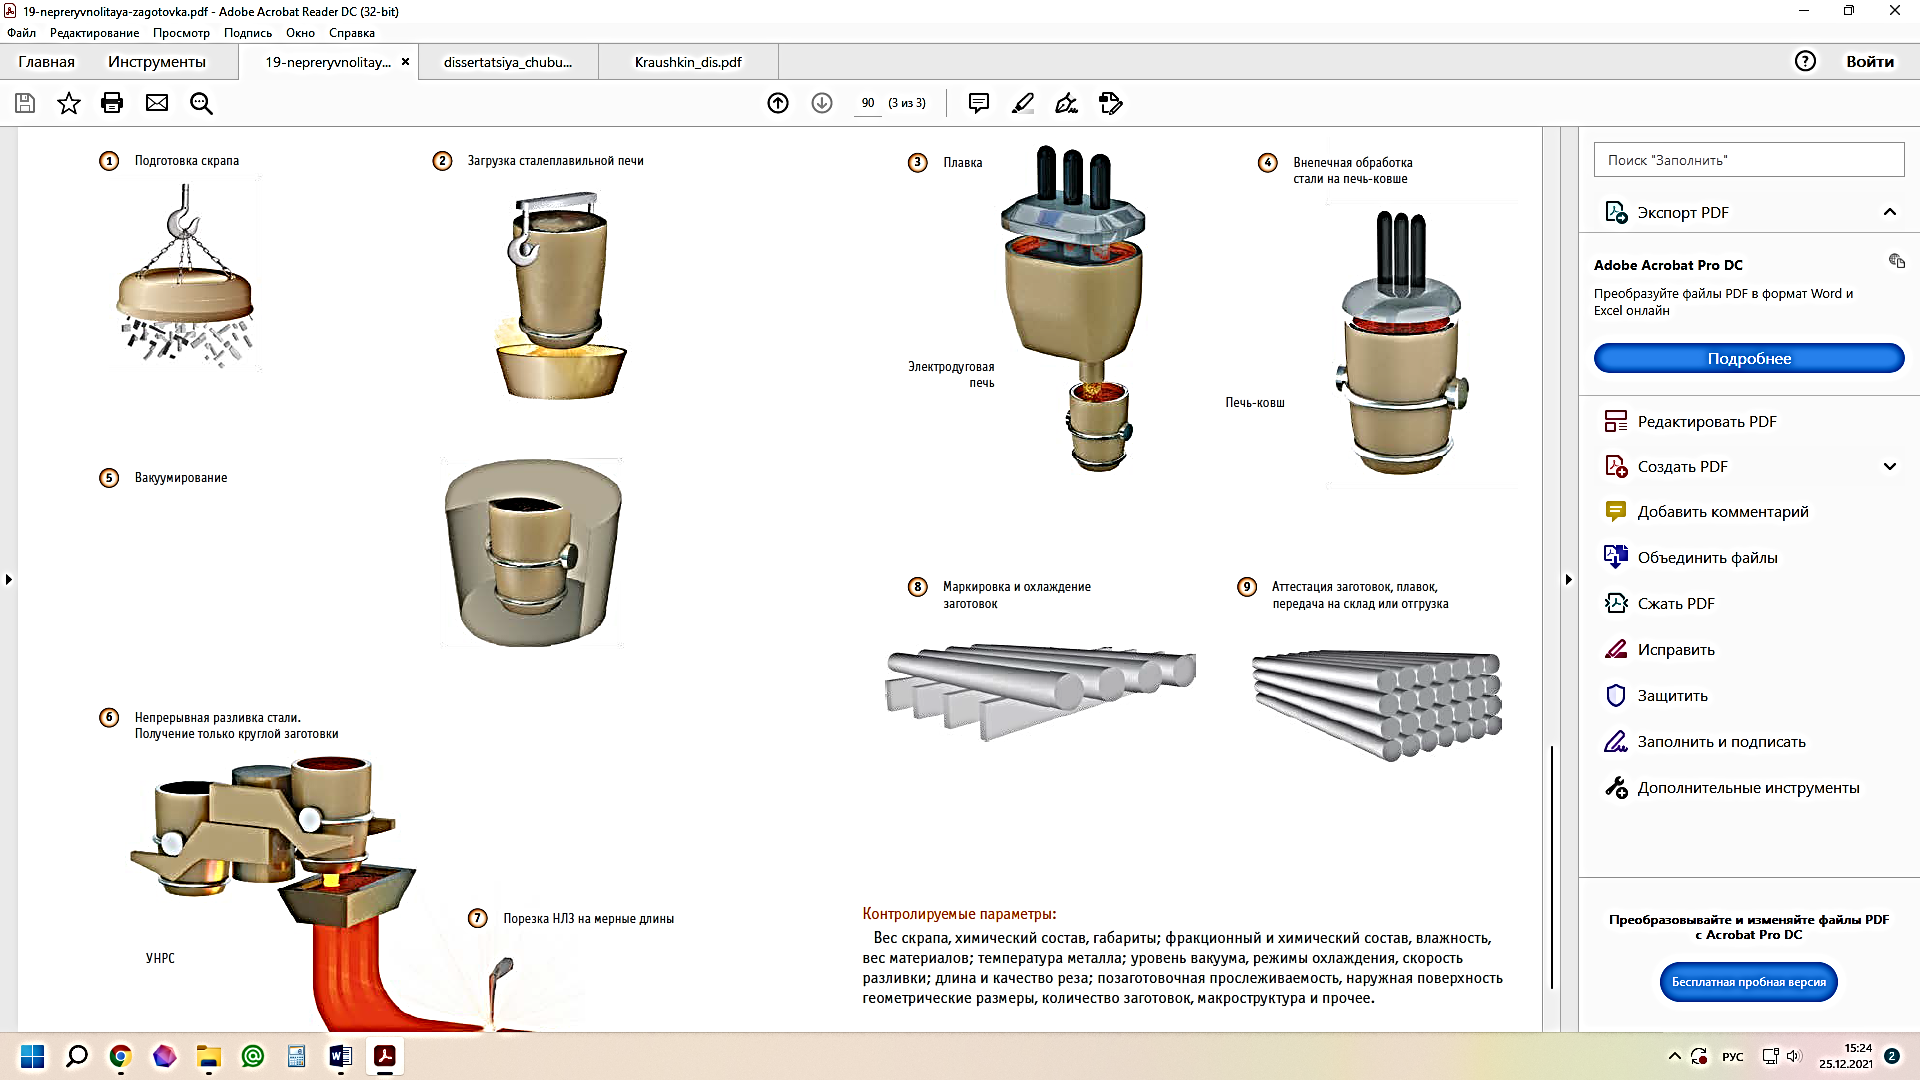 19-nepreryvnolitaya-zagotovka.pdf - Adobe Acrobat Reader DC (32-bit)
Файл Редактирование Просмотр Подпись Окно Справка
Главная Инструменты 19-nepreryvnolitay... × dissertatsiya_chubu... Kraushkin_dis.pdf ? Войти
90 (3 из 3)
1 Подготовка скрапа
2 Загрузка сталеплавильной печи
3 Плавка
Электродуговая
печь
4 Внепечная обработка
стали на печь-ковше
Печь-ковш
5 Вакуумирование
6 Непрерывная разливка стали.
Получение только круглой заготовки
УНРС
7 Порезка НЛЗ на мерные длины
8 Маркировка и охлаждение
заготовок
9 Аттестация заготовок, плавок,
передача на склад или отгрузка
Контролируемые параметры:
Вес скрапа, химический состав, габариты; фракционный и химический состав, влажность,
вес материалов; температура металла; уровень вакуума, режимы охлаждения, скорость
разливки; длина и качество реза; позаготовочная прослеживаемость, наружная поверхность
геометрические размеры, количество заготовок, макроструктура и прочее.
Поиск "Заполнить"
Экспорт PDF
Adobe Acrobat Pro DC
Преобразуйте файлы PDF в формат Word и
Excel онлайн
Подробнее
Редактировать PDF
Создать PDF
Добавить комментарий
Объединить файлы
Сжать PDF
Исправить
Защитить
Заполнить и подписать
Дополнительные инструменты
Преобразовывайте и изменяйте файлы PDF
с Acrobat Pro DC
Бесплатная пробная версия
РУС
15:24
25.12.2021
2